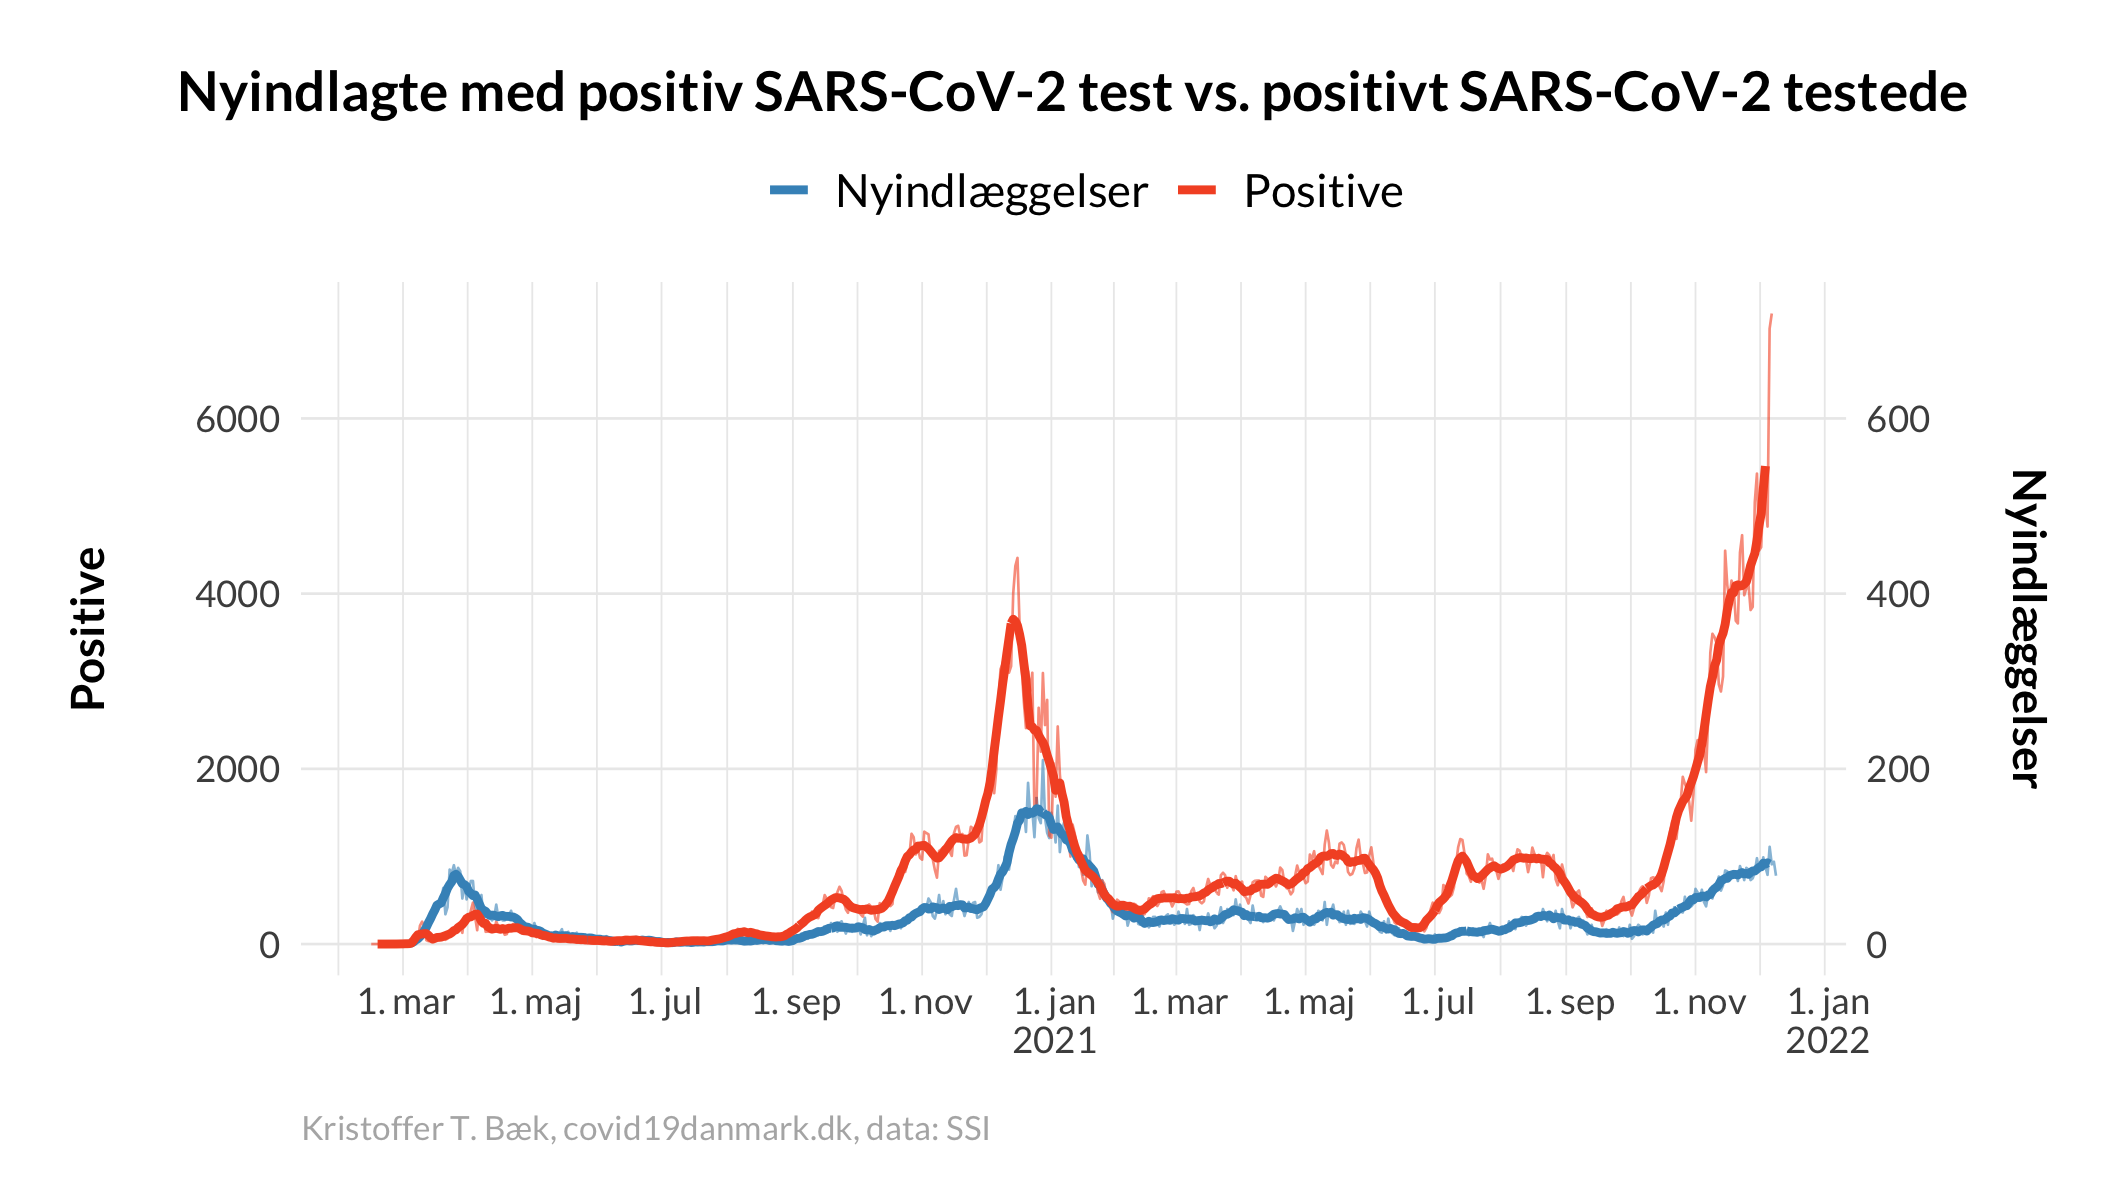 Nyindlagte med positiv SARS-CoV-2 test vs. positivt SARS-CoV-2 testede
Nyindlæggelser Positive
Positive
6000
4000
2000
0
600
400
200
0
Nyindlæggelser
1. mar 1. maj 1. jul 1. sep 1. nov 1. jan 1. mar 1. maj 1. jul 1. sep 1. nov 1. jan
2021 2022
Kristoffer T. Bæk, covid19danmark.dk, data: SSI